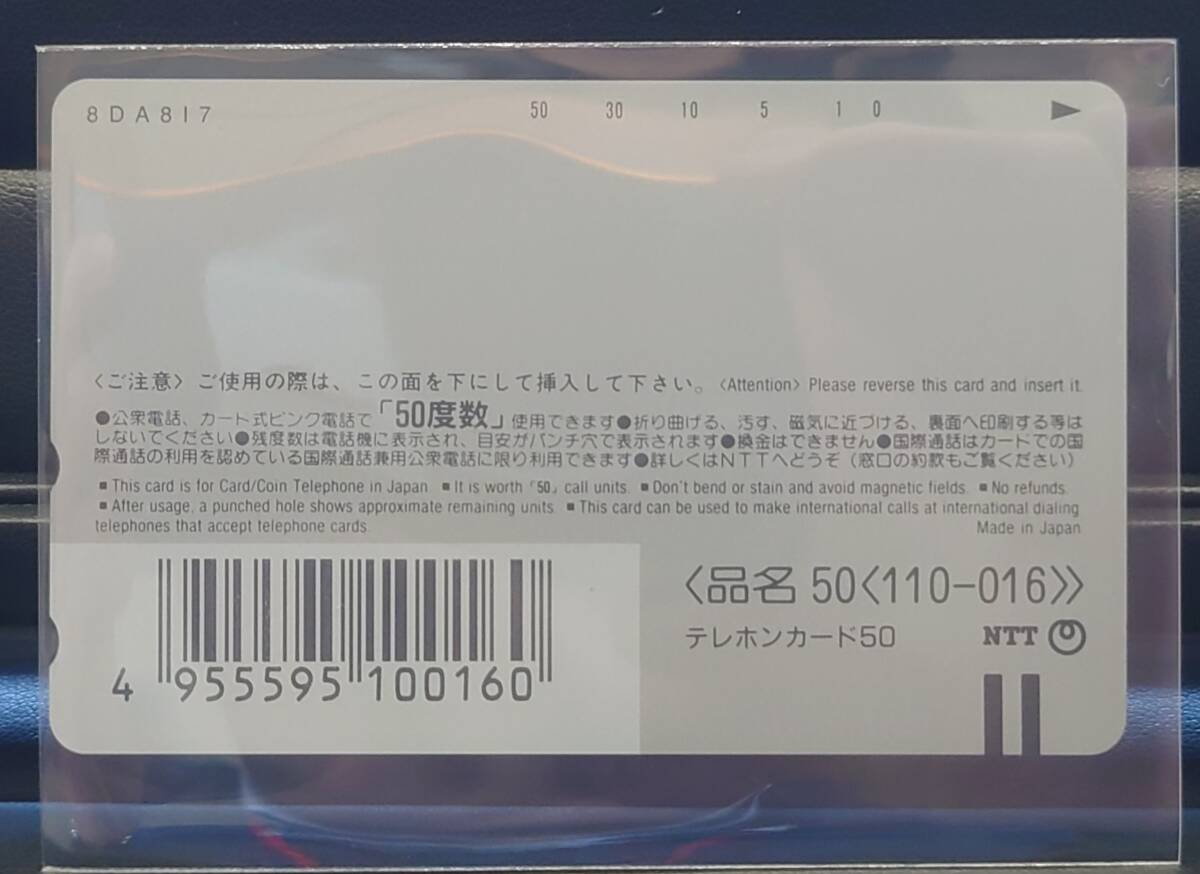 8DA817 50 30 10 5 1 0 ▶
〈ご注意〉ご使用の際は、この面を下にして挿入して下さい。〈Attention〉Please reverse this card and insert it.
●公衆電話、カード式ピンク電話で「50度数」使用できます●折り曲げる、汚す、磁気に近づける、裏面へ印刷する等は
しないでください●残度数は電話機に表示され、目安がパンチ穴で表示されます●換金はできません●国際通話はカードでの国
際通話の利用を認めている国際通話兼用公衆電話に限り利用できます●詳しくはNTTへどうぞ（窓口の約款もご覧ください）
■This card is for Card/Coin Telephone in Japan. ■It is worth「50」call units. ■Don't bend or stain and avoid magnetic fields. ■No refunds.
■After usage, a punched hole shows approximate remaining units. ■This card can be used to make international calls at international dialing
telephones that accept telephone cards. Made in Japan
〈品名 50〈110-016〉〉
テレホンカード50 NTT
4 955595 100160